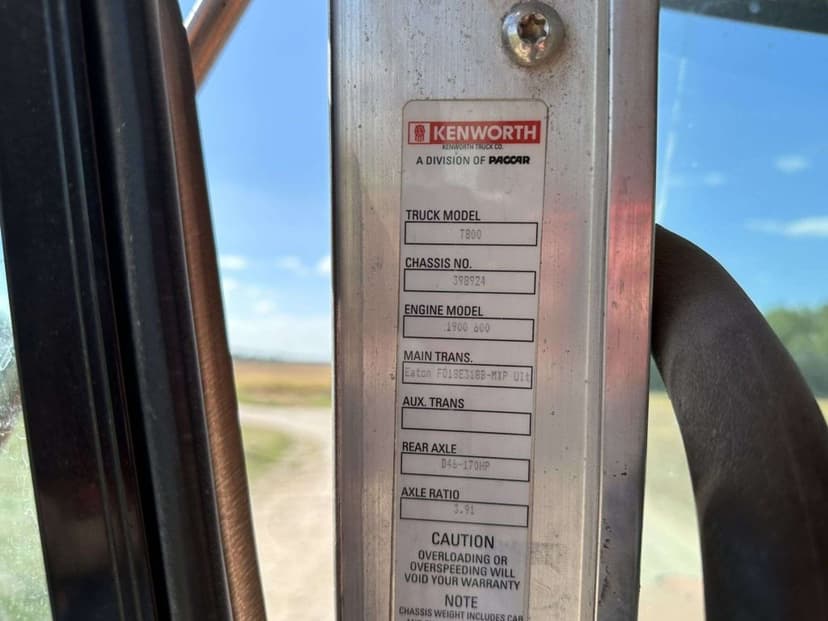 KENWORTH
KENWORTH TRUCK CO.
A DIVISION OF PACCAR
TRUCK MODEL
T800
CHASSIS NO.
398924
ENGINE MODEL
1900 600
MAIN TRANS.
Eaton FO18E318B-MXP Ult
AUX. TRANS
REAR AXLE
D46-170HP
AXLE RATIO
3.91
CAUTION
OVERLOADING OR
OVERSPEEDING WILL
VOID YOUR WARRANTY
NOTE
CHASSIS WEIGHT INCLUDES CAB